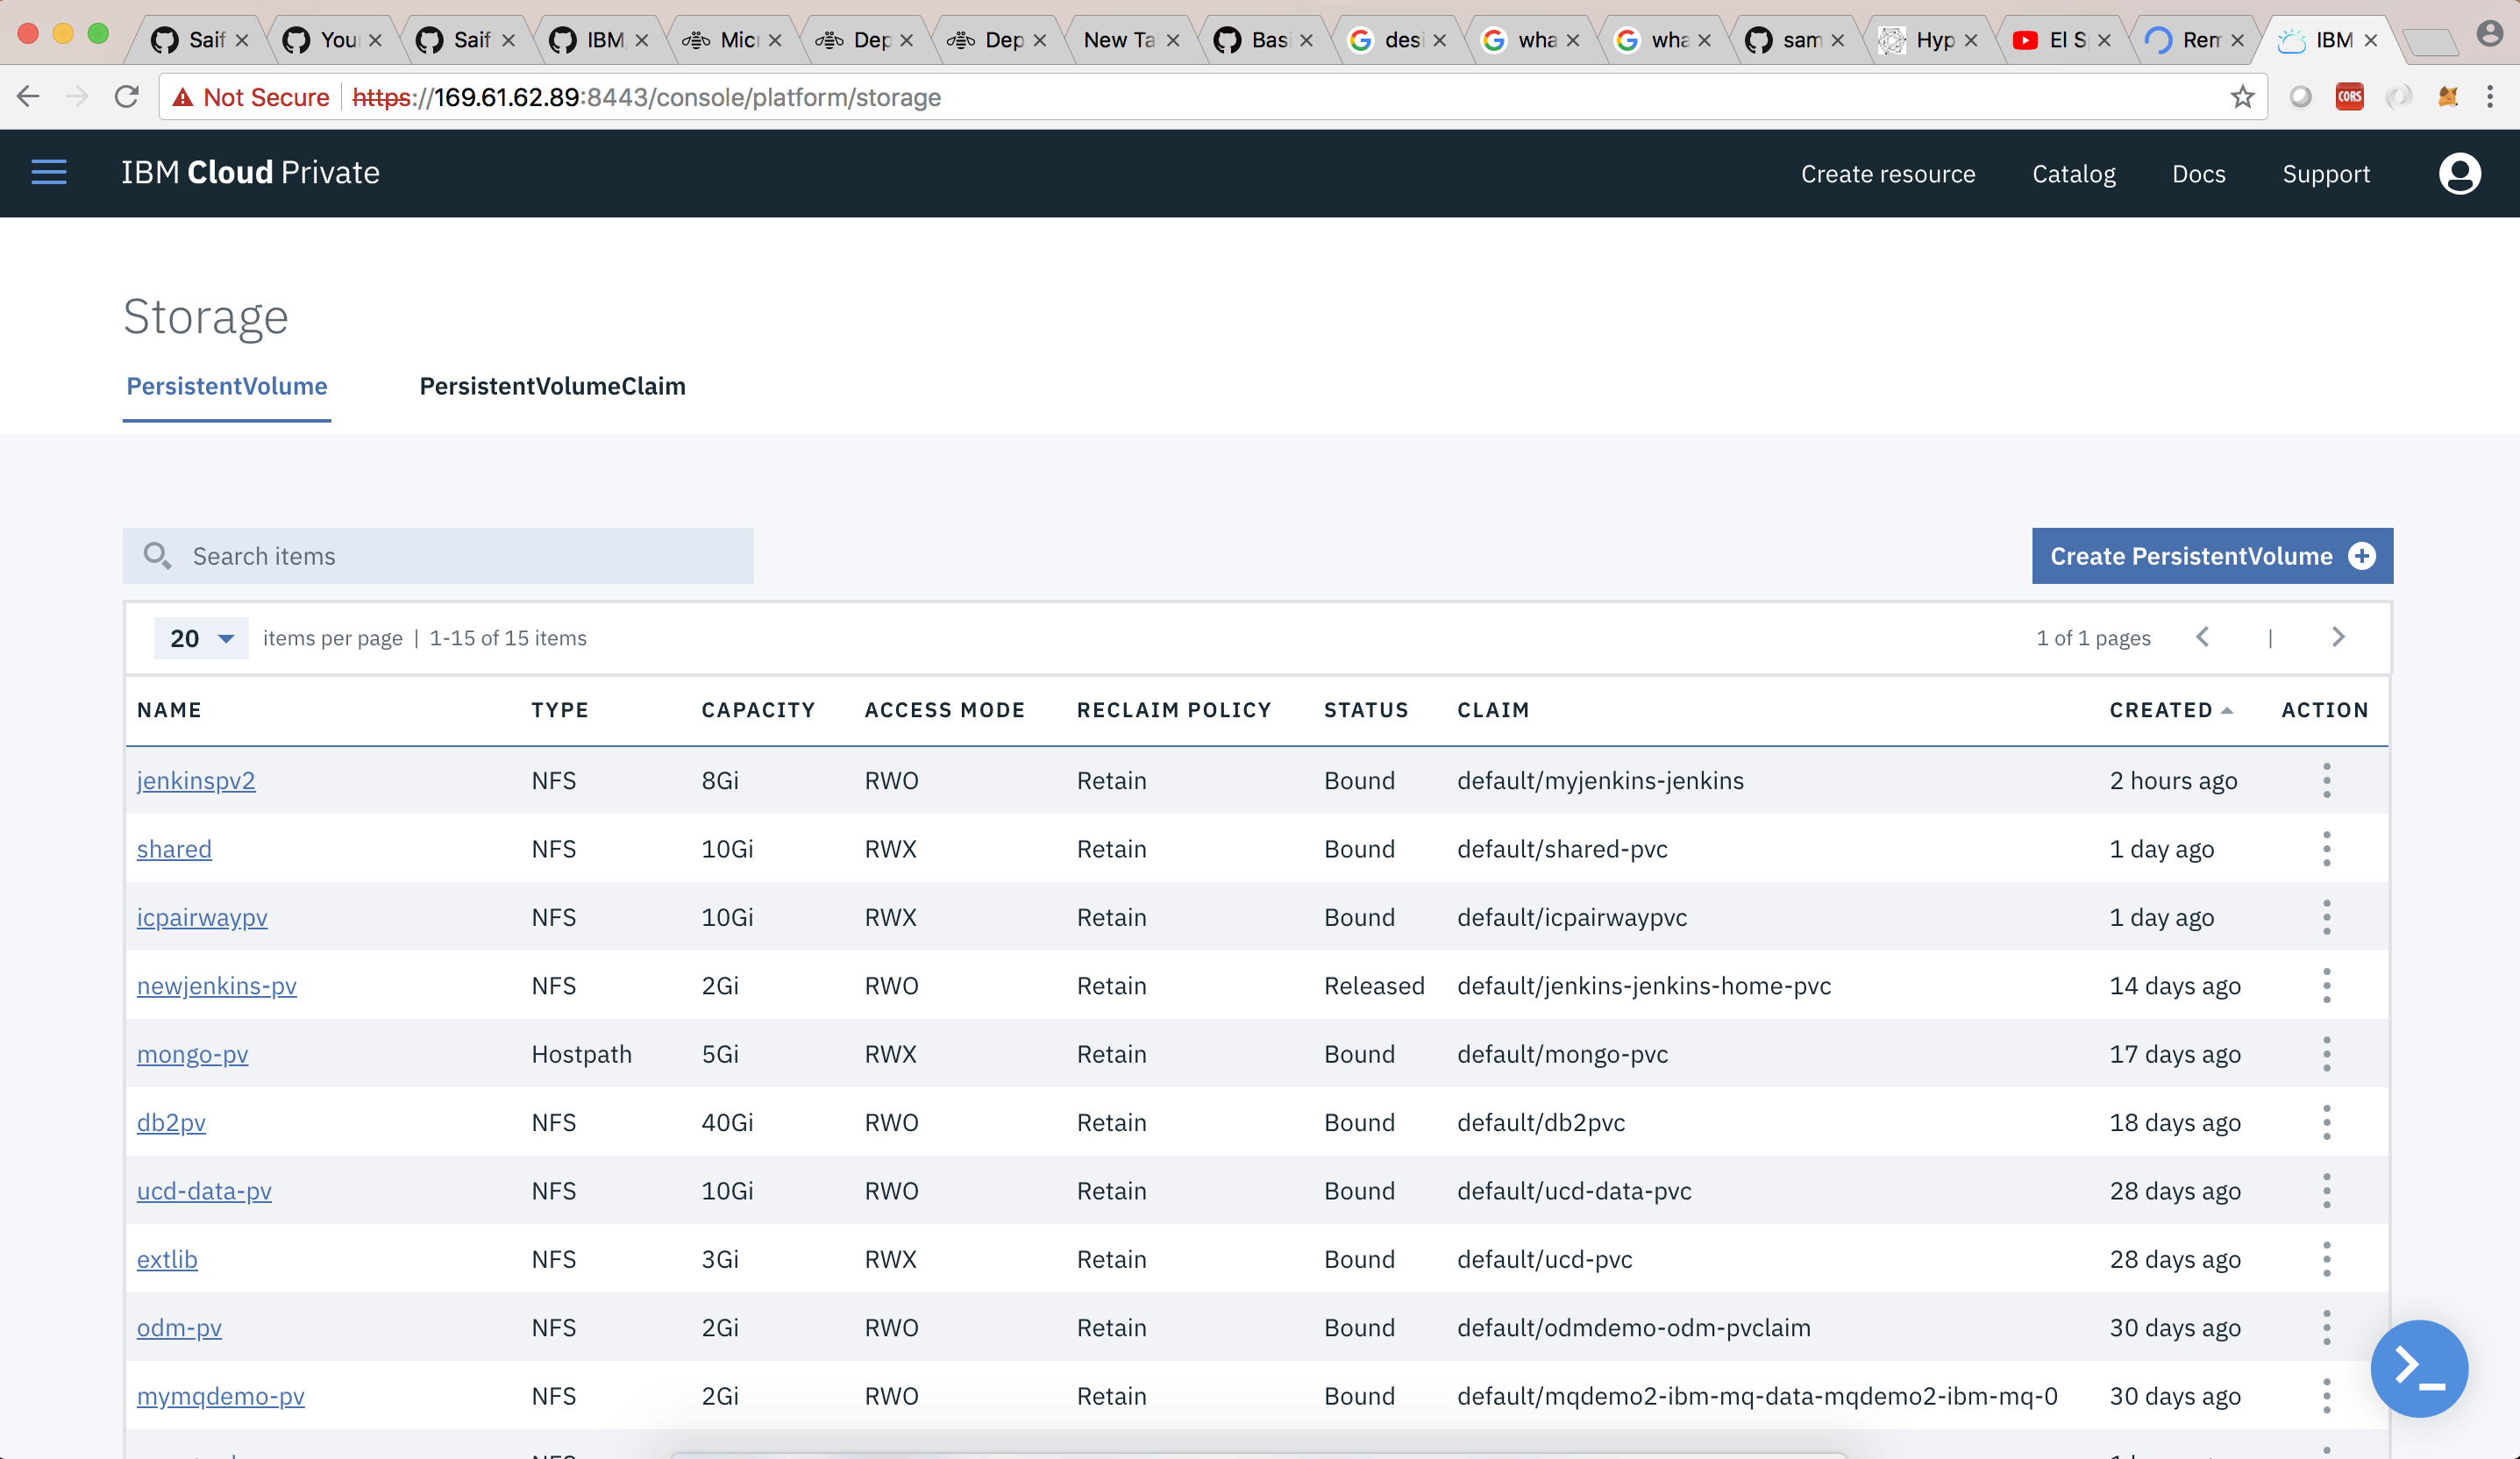 Saif You Saif IBM Mic Dep Dep New Ta Bas desi wha wha sam Hyp El S Rem IBM
Not Secure https://169.61.62.89:8443/console/platform/storage CORS
IBM Cloud Private Create resource Catalog Docs Support
Storage
PersistentVolume PersistentVolumeClaim
Search items Create PersistentVolume
20 items per page | 1-15 of 15 items 1 of 1 pages |
NAME TYPE CAPACITY ACCESS MODE RECLAIM POLICY STATUS CLAIM CREATED ACTION
jenkinspv2 NFS 8Gi RWO Retain Bound default/myjenkins-jenkins 2 hours ago
shared NFS 10Gi RWX Retain Bound default/shared-pvc 1 day ago
icpairwaypv NFS 10Gi RWX Retain Bound default/icpairwaypvc 1 day ago
newjenkins-pv NFS 2Gi RWO Retain Released default/jenkins-jenkins-home-pvc 14 days ago
mongo-pv Hostpath 5Gi RWX Retain Bound default/mongo-pvc 17 days ago
db2pv NFS 40Gi RWO Retain Bound default/db2pvc 18 days ago
ucd-data-pv NFS 10Gi RWO Retain Bound default/ucd-data-pvc 28 days ago
extlib NFS 3Gi RWX Retain Bound default/ucd-pvc 28 days ago
odm-pv NFS 2Gi RWO Retain Bound default/odmdemo-odm-pvclaim 30 days ago
mymqdemo-pv NFS 2Gi RWO Retain Bound default/mqdemo2-ibm-mq-data-mqdemo2-ibm-mq-0 30 days ago